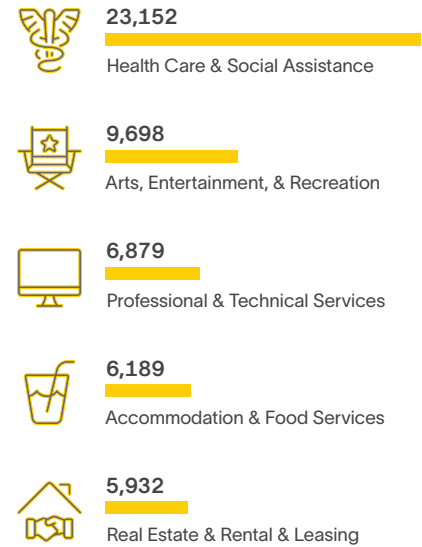 23,152
Health Care & Social Assistance
9,698
Arts, Entertainment, & Recreation
6,879
Professional & Technical Services
6,189
Accommodation & Food Services
5,932
Real Estate & Rental & Leasing